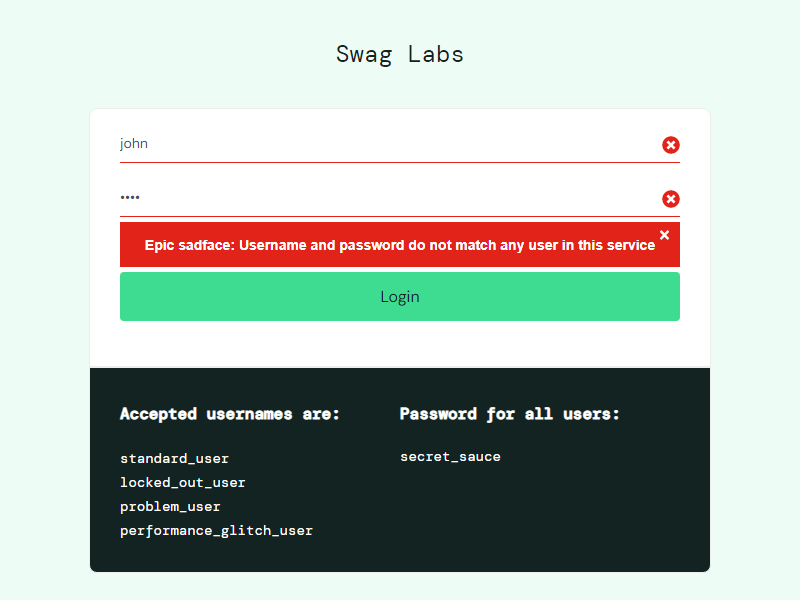 Swag Labs
john
••••
Epic sadface: Username and password do not match any user in this service
Login
Accepted usernames are:
standard_user
locked_out_user
problem_user
performance_glitch_user
Password for all users:
secret_sauce